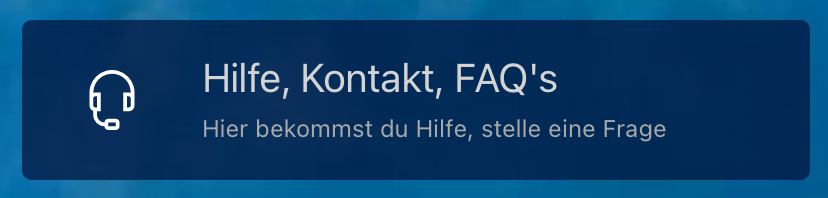 Hilfe, Kontakt, FAQ's
Hier bekommst du Hilfe, stelle eine Frage